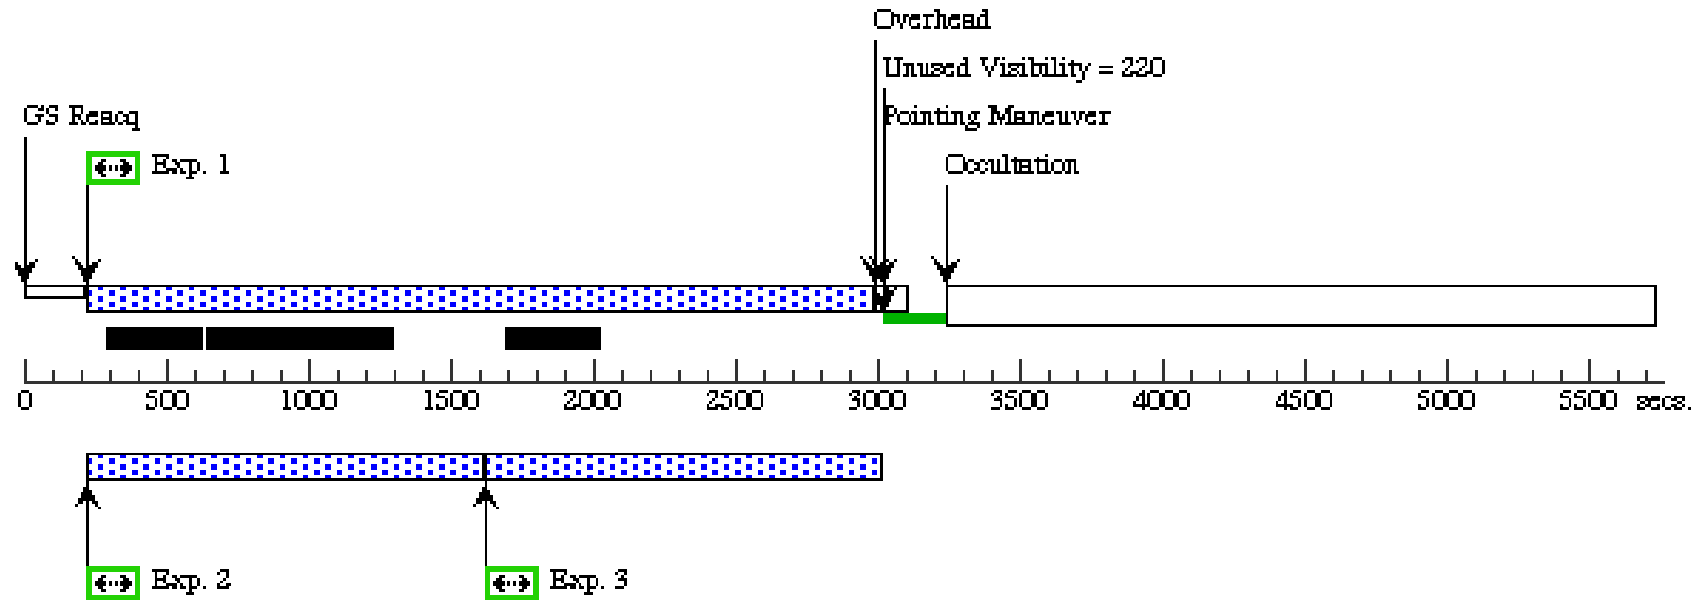 Overhead
Unused Visibility = 220
GS Reacq
Pointing Maneuver
Exp. 1
Occultation
0 500 1000 1500 2000 2500 3000 3500 4000 4500 5000 5500 secs.
Exp. 2
Exp. 3